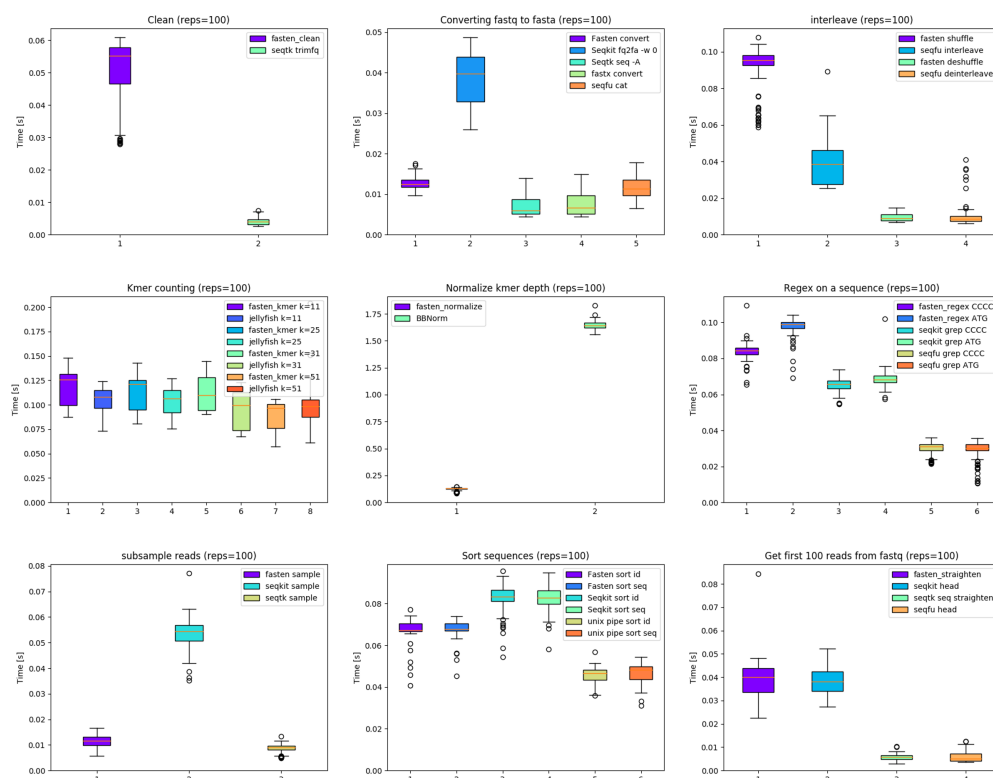 Clean (reps=100)
0.06
0.05
0.04
0.03
0.02
0.01
0.00
Time [s]
fasten_clean
seqtk trimfq
1 2
Converting fastq to fasta (reps=100)
0.05
0.04
0.03
0.02
0.01
0.00
Time [s]
Fasten convert
Seqkit fq2fa -w 0
Seqtk seq -A
fastx convert
seqfu cat
1 2 3 4 5
interleave (reps=100)
0.10
0.08
0.06
0.04
0.02
0.00
Time [s]
fasten shuffle
seqfu interleave
fasten deshuffle
seqfu deinterleave
1 2 3 4
Kmer counting (reps=100)
0.200
0.175
0.150
0.125
0.100
0.075
0.050
0.025
0.000
Time [s]
fasten_kmer k=11
jellyfish k=11
fasten_kmer k=25
jellyfish k=25
fasten_kmer k=31
jellyfish k=31
fasten_kmer k=51
jellyfish k=51
1 2 3 4 5 6 7 8
Normalize kmer depth (reps=100)
1.75
1.50
1.25
1.00
0.75
0.50
0.25
0.00
Time [s]
fasten_normalize
BBNorm
1 2
Regex on a sequence (reps=100)
0.10
0.08
0.06
0.04
0.02
0.00
Time [s]
fasten_regex CCCC
fasten_regex ATG
seqkit grep CCCC
seqkit grep ATG
seqfu grep CCCC
seqfu grep ATG
1 2 3 4 5 6
subsample reads (reps=100)
0.08
0.07
0.06
0.05
0.04
0.03
0.02
0.01
0.00
Time [s]
fasten sample
seqkit sample
seqtk sample
Sort sequences (reps=100)
0.08
0.06
0.04
0.02
0.00
Time [s]
Fasten sort id
Fasten sort seq
Seqkit sort id
Seqkit sort seq
unix pipe sort id
unix pipe sort seq
Get first 100 reads from fastq (reps=100)
0.08
0.07
0.06
0.05
0.04
0.03
0.02
0.01
0.00
Time [s]
fasten_straighten
seqkit head
seqtk seq straighten
seqfu head